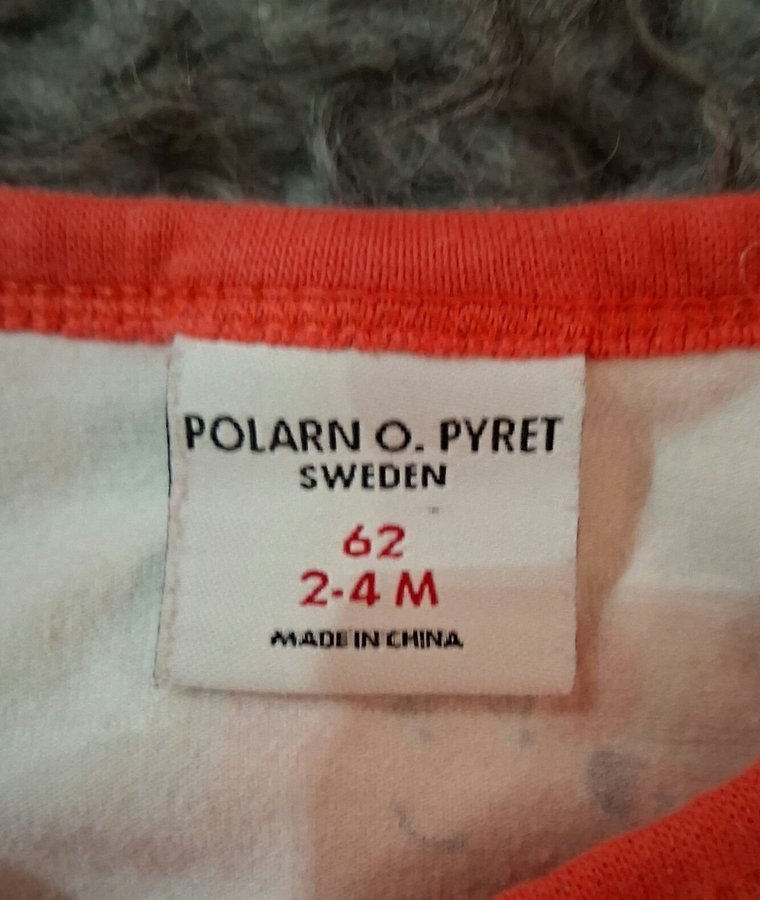 POLARN O. PYRET
SWEDEN
62
2-4 M
MADE IN CHINA